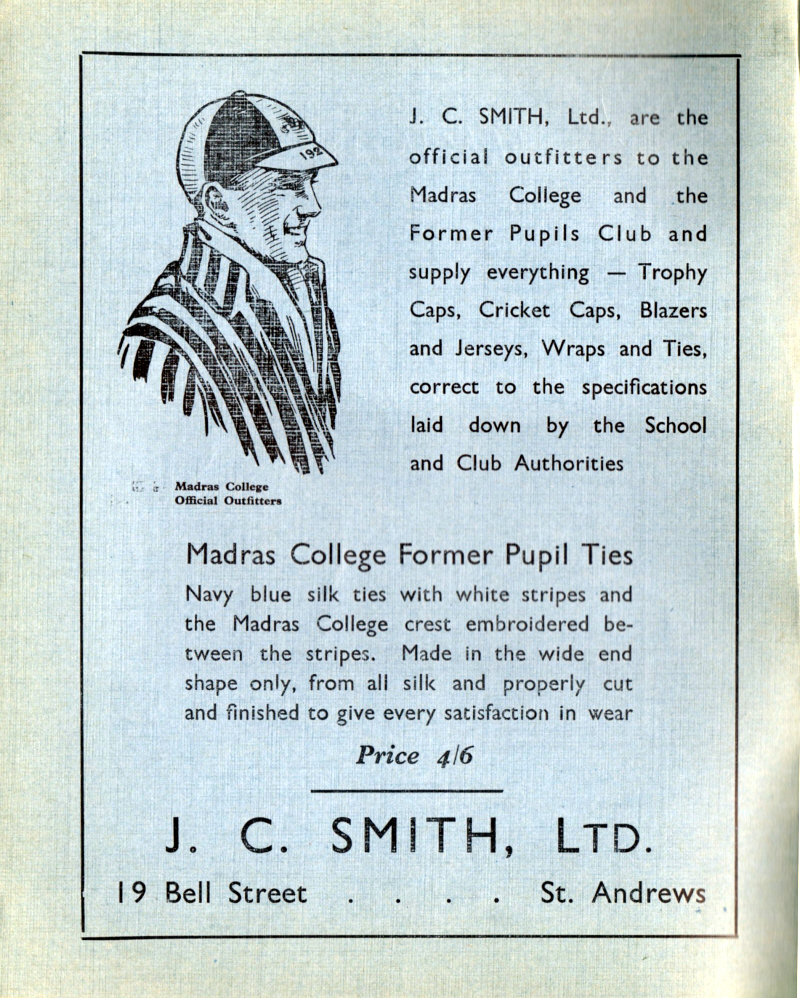 192
J. C. SMITH, Ltd., are the
official outfitters to the
Madras College and the
Former Pupils Club and
supply everything — Trophy
Caps, Cricket Caps, Blazers
and Jerseys, Wraps and Ties,
correct to the specifications
laid down by the School
and Club Authorities
Madras College
Official Outfitters
Madras College Former Pupil Ties
Navy blue silk ties with white stripes and
the Madras College crest embroidered be-
tween the stripes. Made in the wide end
shape only, from all silk and properly cut
and finished to give every satisfaction in wear
Price 4/6
J. C. SMITH, LTD.
19 Bell Street . . . . St. Andrews